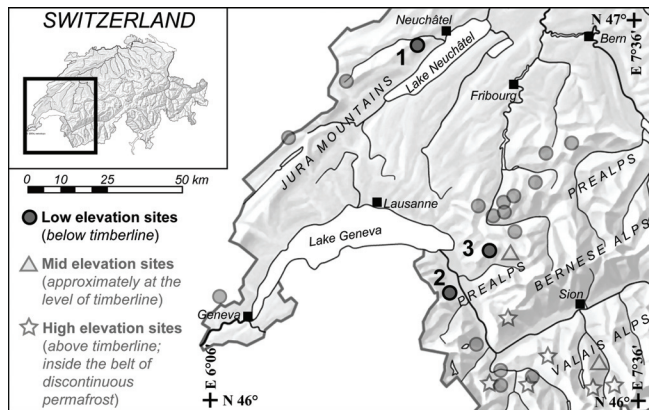 SWITZERLAND
0 10 20 50 km
Low elevation sites
(below timberline)
Mid elevation sites
(approximately at the
level of timberline)
High elevation sites
(above timberline;
inside the belt of
discontinuous
permafrost)
Neuchâtel
N 47°
E 7°36'
Bern
1
Lake Neuchâtel
Fribourg
JURA MOUNTAINS
PREALPS
Lausanne
Lake Geneva
3
BERNESE ALPS
2
PREALPS
Sion
Geneva
VALAIS ALPS
E 6°06'
N 46°
E 7°36'
N 46°